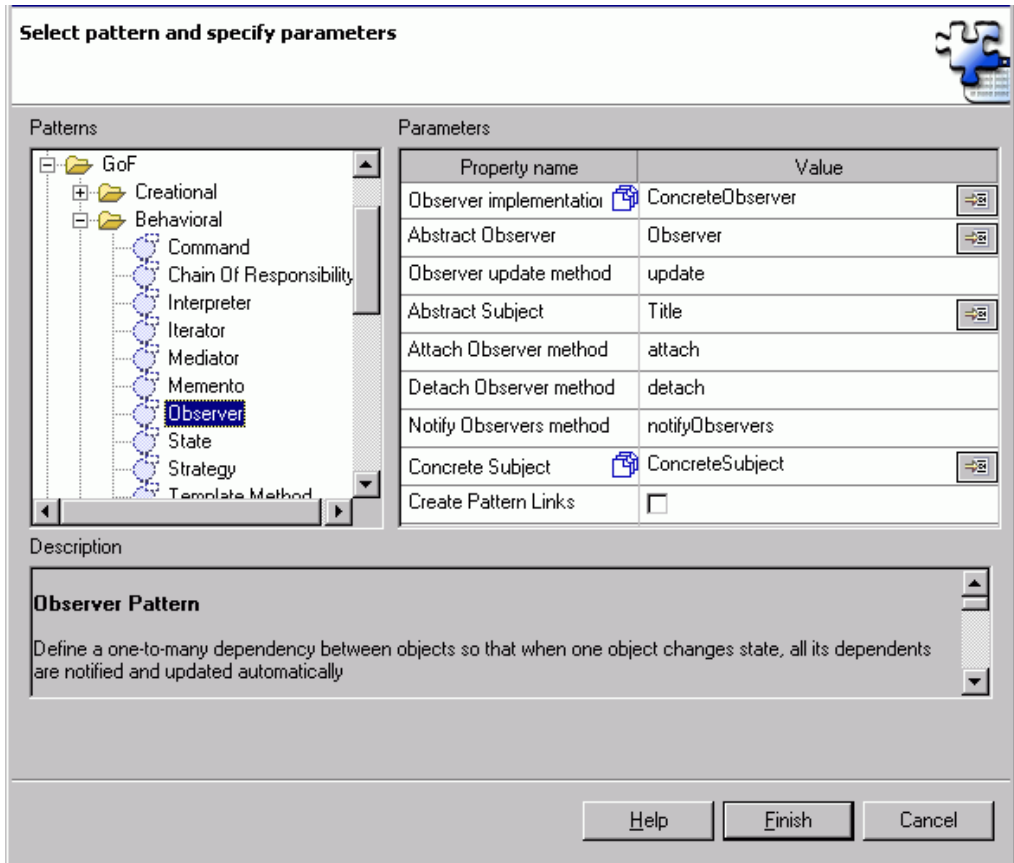 Select pattern and specify parameters
Patterns
GoF
Creational
Behavioral
Command
Chain Of Responsibility
Interpreter
Iterator
Mediator
Memento
Observer
State
Strategy
Template Method
Parameters
Property name Value
Observer implementation ConcreteObserver
Abstract Observer Observer
Observer update method update
Abstract Subject Title
Attach Observer method attach
Detach Observer method detach
Notify Observers method notifyObservers
Concrete Subject ConcreteSubject
Create Pattern Links
Description
Observer Pattern
Define a one-to-many dependency between objects so that when one object changes state, all its dependents
are notified and updated automatically
Help Finish Cancel